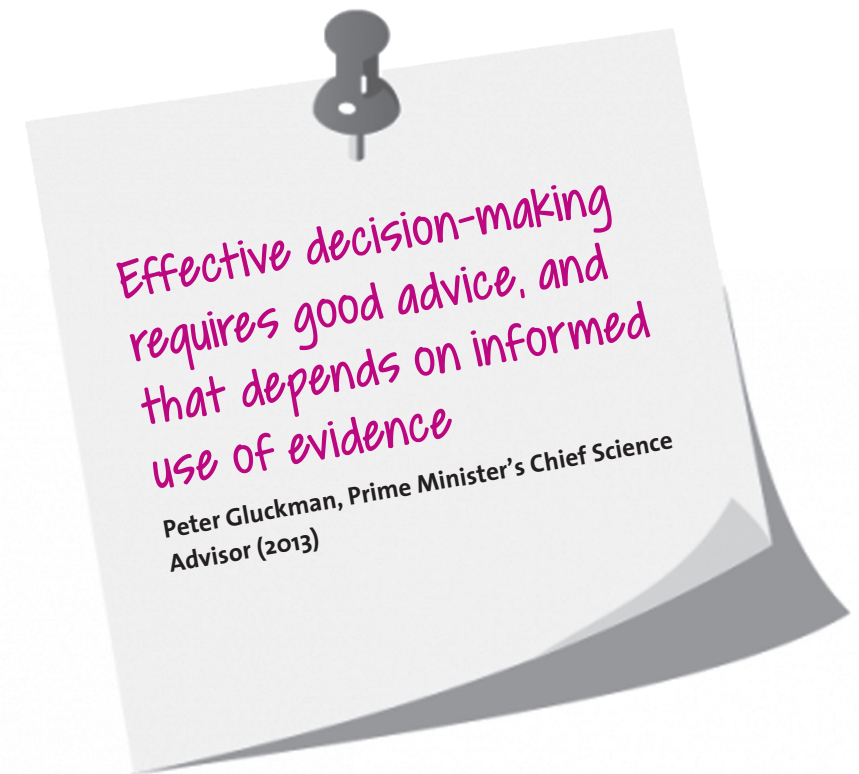 Effective decision-making
requires good advice, and
that depends on informed
use of evidence
Peter Gluckman, Prime Minister's Chief Science
Advisor (2013)